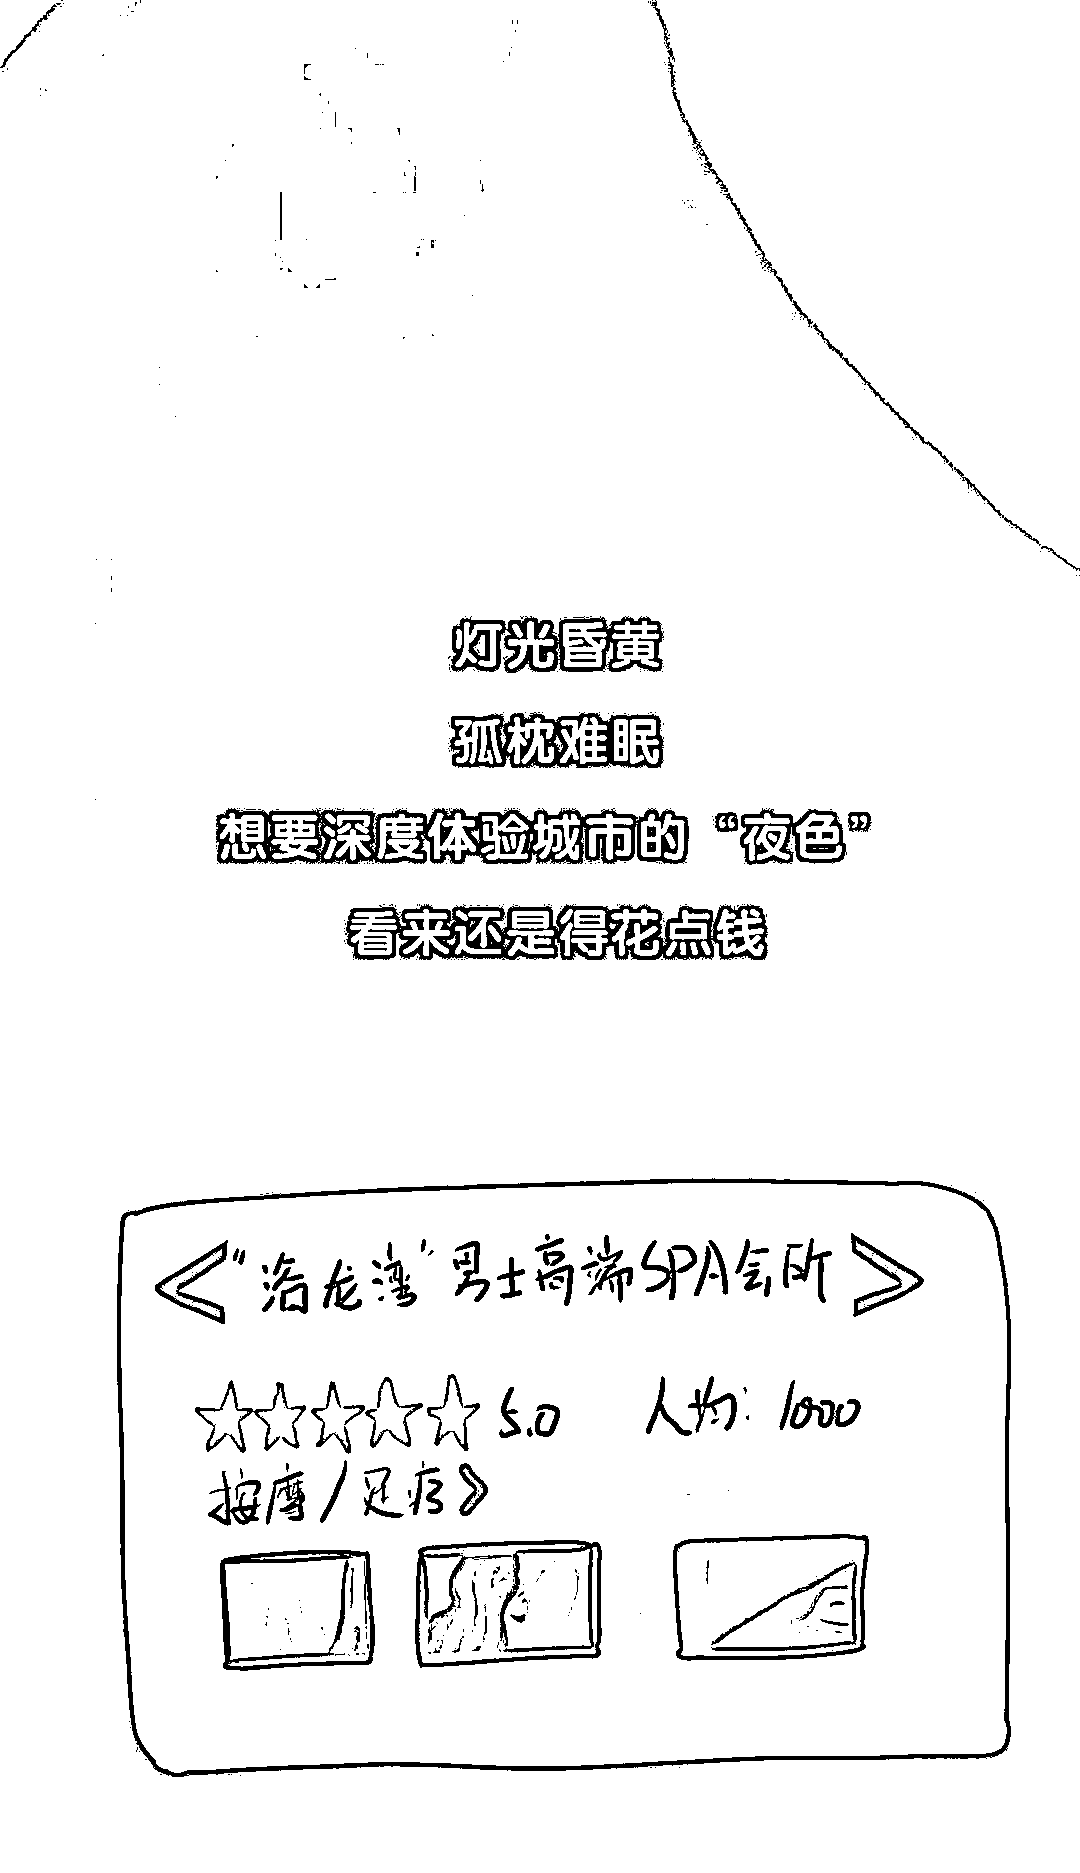 灯光昏黄
孤枕难眠
想要深度体验城市的“夜色”
看来还是得花点钱
“洛龙湾”男士高端SPA会所
5.0 人均：1000
按摩/足疗》